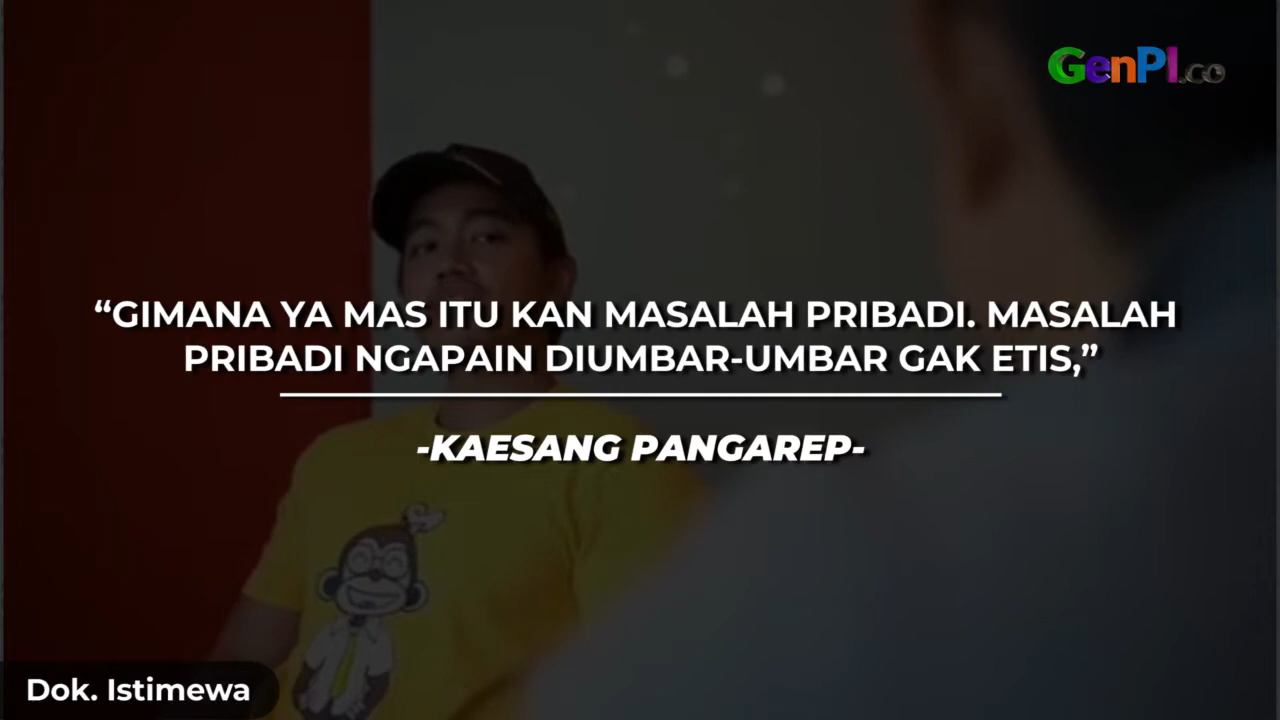 GenPI.co
“GIMANA YA MAS ITU KAN MASALAH PRIBADI. MASALAH
PRIBADI NGAPAIN DIUMBAR-UMBAR GAK ETIS,”
-KAESANG PANGAREP-
Dok. Istimewa